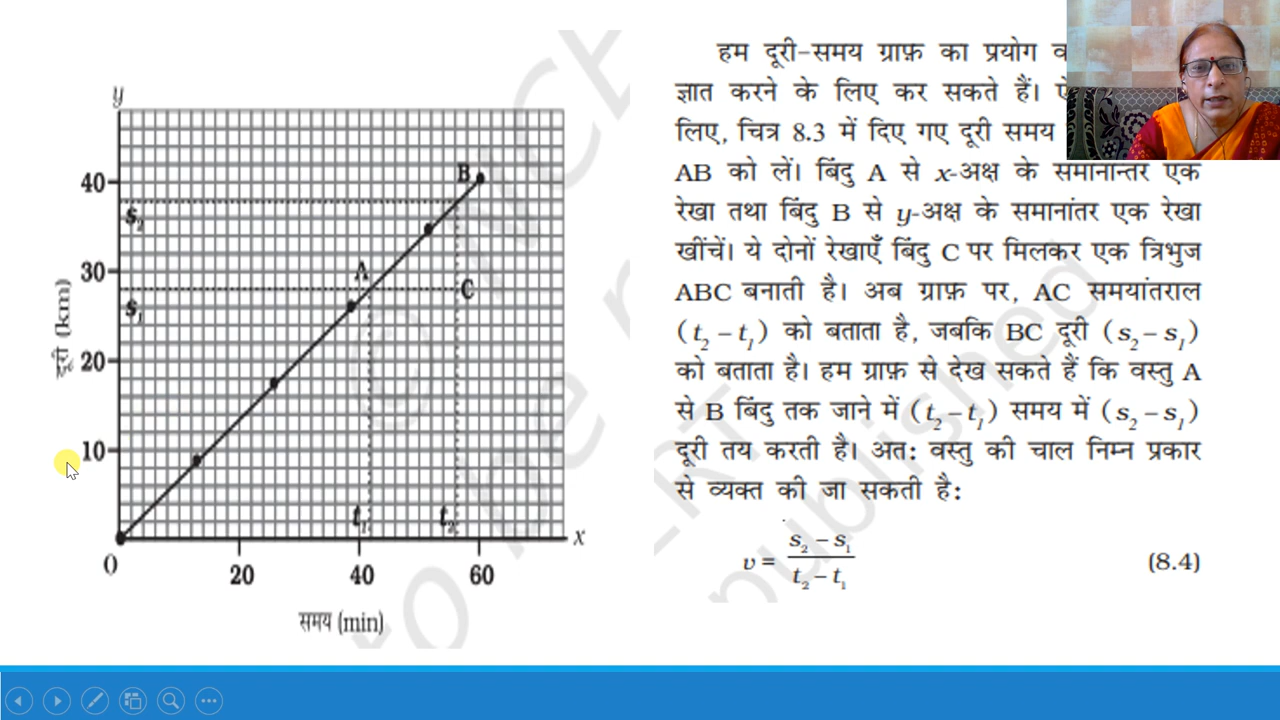 y
40
B
s2
30
A
C
s1
दूरी (km)
20
10
t1
t2
O
20
40
60
x
समय (min)
हम दूरी-समय ग्राफ़ का प्रयोग
ज्ञात करने के लिए कर सकते हैं।
लिए, चित्र 8.3 में दिए गए दूरी समय
AB को लें। बिंदु A से x-अक्ष के समानान्तर एक
रेखा तथा बिंदु B से y-अक्ष के समानांतर एक रेखा
खींचें। ये दोनों रेखाएँ बिंदु C पर मिलकर एक त्रिभुज
ABC बनाती है। अब ग्राफ़ पर, AC समयांतराल
(t2 – t1) को बताता है, जबकि BC दूरी (s2 – s1)
को बताता है। हम ग्राफ़ से देख सकते हैं कि वस्तु A
से B बिंदु तक जाने में (t2 – t1) समय में (s2 – s1)
दूरी तय करती है। अत: वस्तु की चाल निम्न प्रकार
से व्यक्त की जा सकती है:
v = (s2 – s1) / (t2 – t1) (8.4)